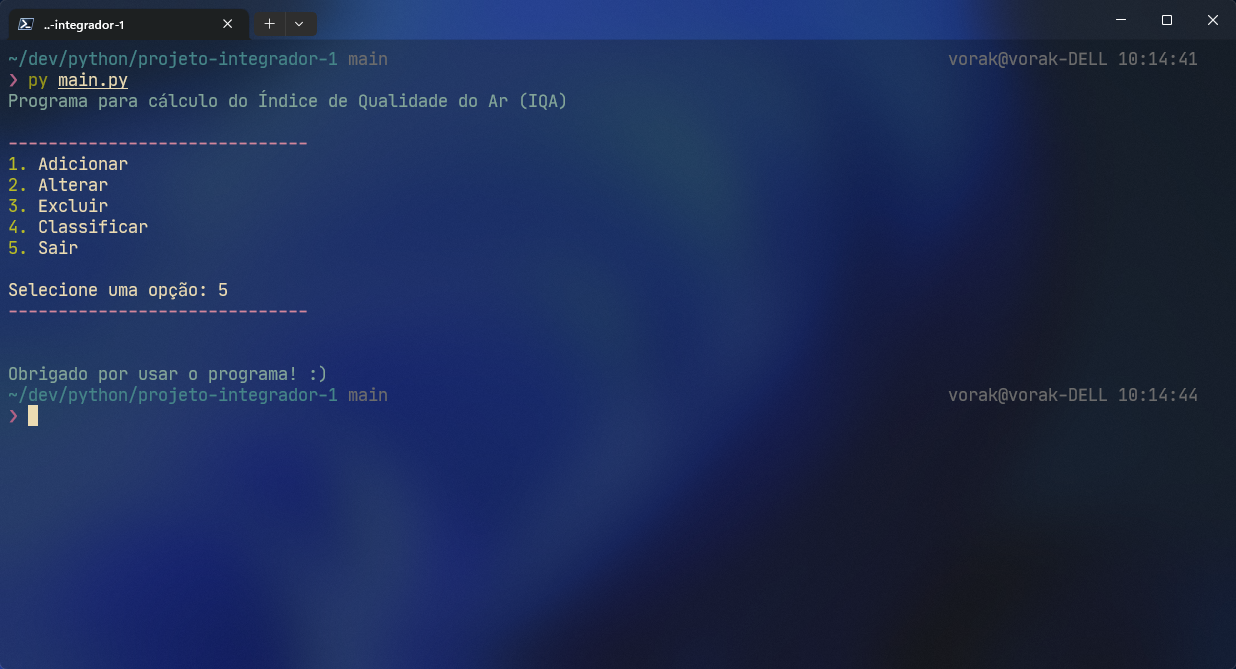 ..-integrador-1
~/dev/python/projeto-integrador-1 main vorak@vorak-DELL 10:14:41
❯ py main.py
Programa para cálculo do Índice de Qualidade do Ar (IQA)
------------------------------
1. Adicionar
2. Alterar
3. Excluir
4. Classificar
5. Sair
Selecione uma opção: 5
------------------------------
Obrigado por usar o programa! :)
~/dev/python/projeto-integrador-1 main vorak@vorak-DELL 10:14:44
❯